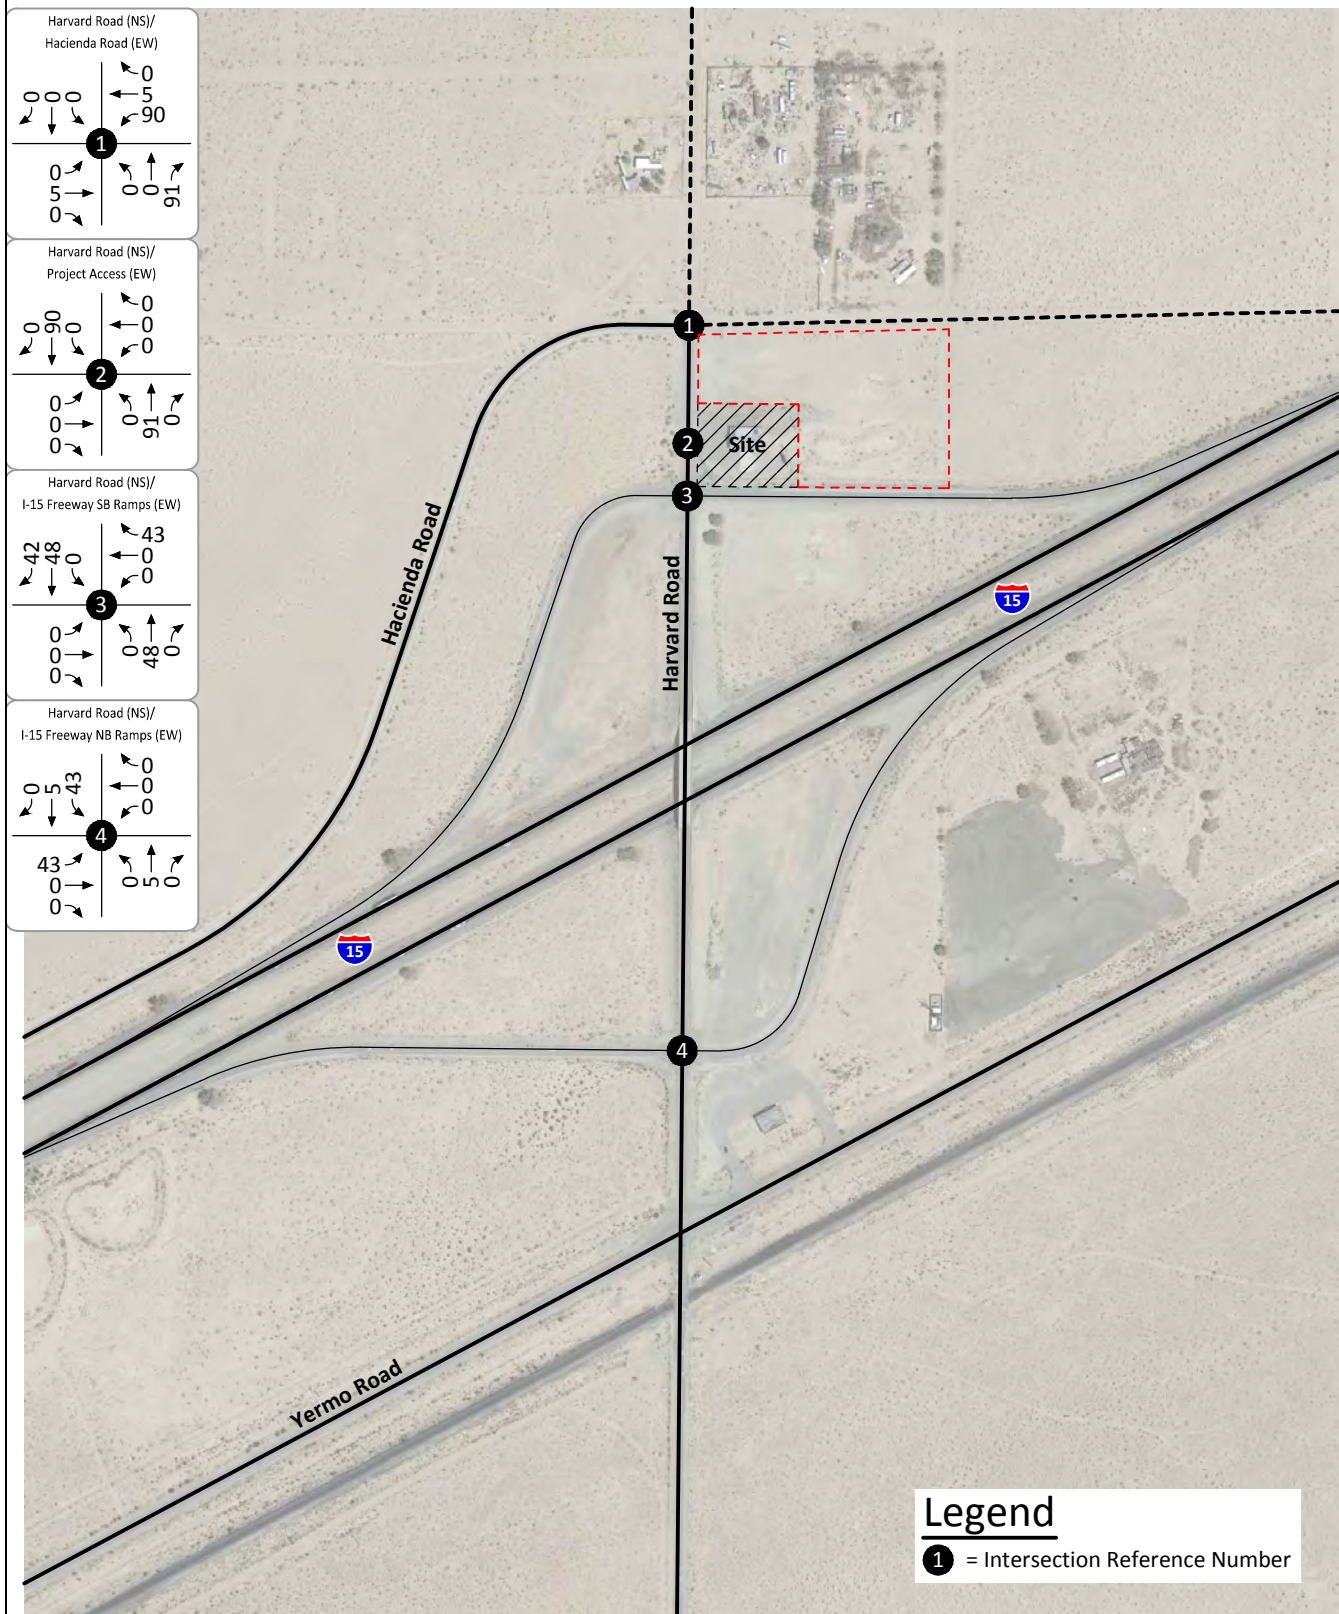 Harvard Road (NS)/
Hacienda Road (EW)
0 0 0
0
5
90
1
0
5
0
0 0 91
Harvard Road (NS)/
Project Access (EW)
0 90 0
0
0
0
2
0
0
0
0 91 0
Harvard Road (NS)/
I-15 Freeway SB Ramps (EW)
42 48 0
43
0
0
3
0
0
0
0 48 0
Harvard Road (NS)/
I-15 Freeway NB Ramps (EW)
0 5 43
0
0
0
4
43
0
0
0 5 0
1
2
Site
3
Hacienda Road
Harvard Road
15
15
4
Yermo Road
Legend
1 = Intersection Reference Number